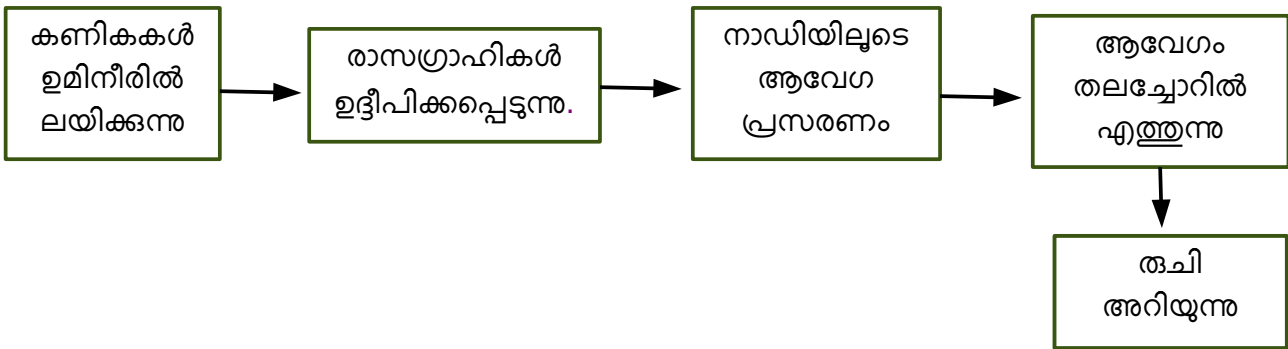 കണികകൾ
ഉമിനീരിൽ
ലയിക്കുന്നു
രാസഗ്രാഹികൾ
ഉദ്ദീപിക്കപ്പെടുന്നു.
നാഡിയിലൂടെ
ആവേഗ
പ്രസരണം
ആവേഗം
തലച്ചോറിൽ
എത്തുന്നു
രുചി
അറിയുന്നു